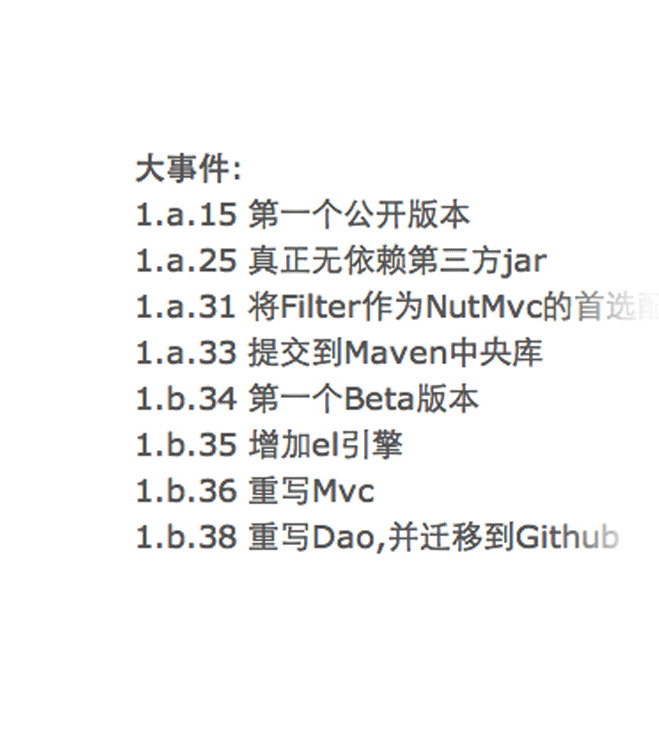 大事件:
1.a.15 第一个公开版本
1.a.25 真正无依赖第三方jar
1.a.31 将Filter作为NutMvc的首选配
1.a.33 提交到Maven中央库
1.b.34 第一个Beta版本
1.b.35 增加el引擎
1.b.36 重写Mvc
1.b.38 重写Dao,并迁移到Github